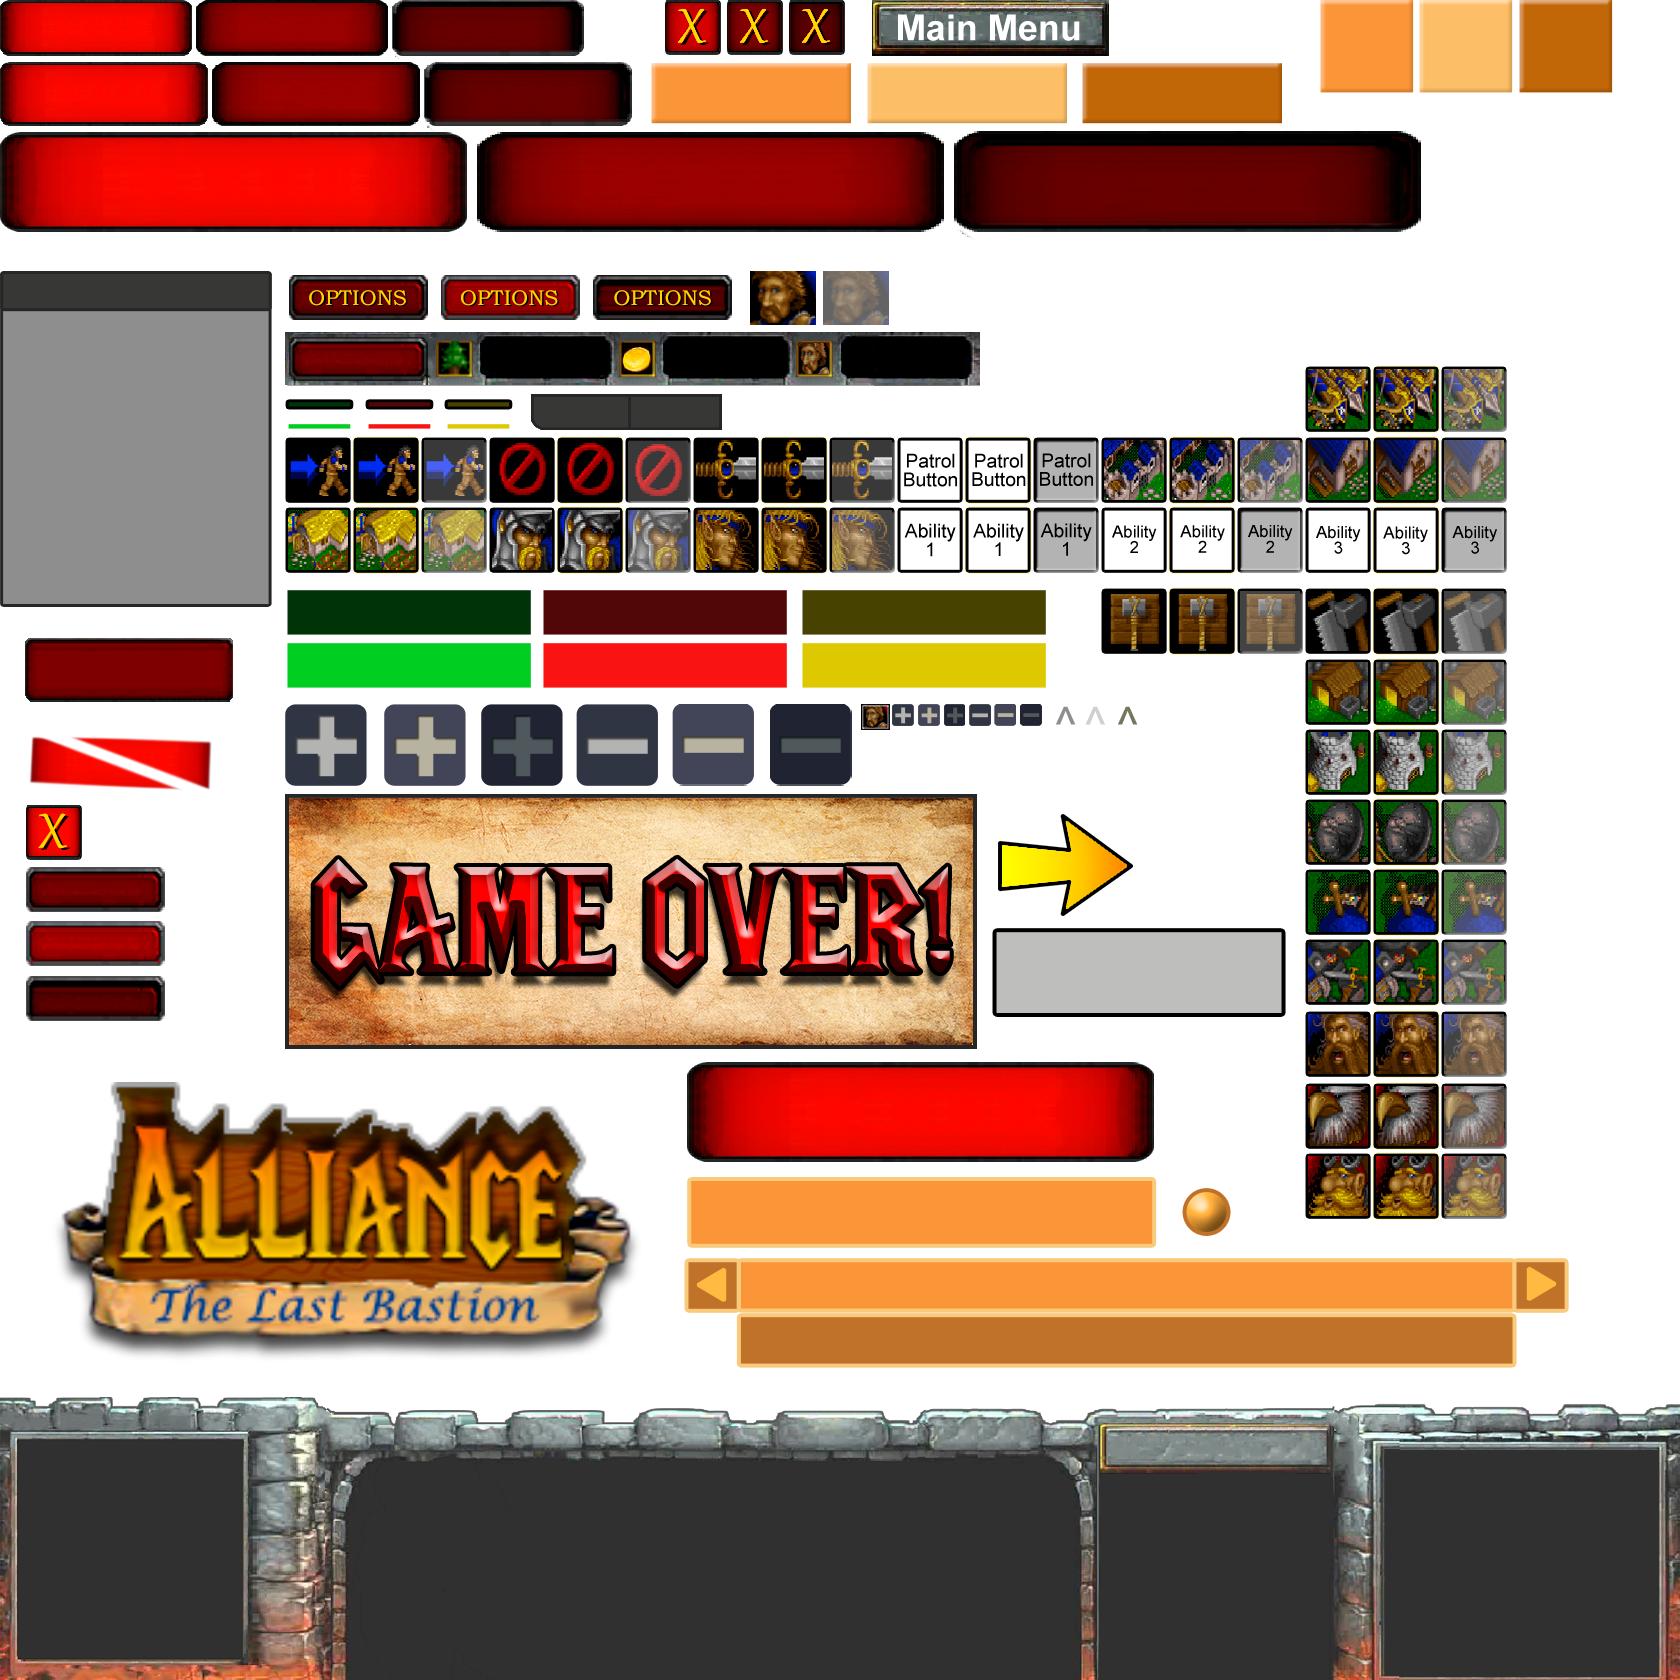 X X X
Main Menu
OPTIONS OPTIONS OPTIONS
Patrol
Button
Patrol
Button
Patrol
Button
Ability
1
Ability
1
Ability
1
Ability
2
Ability
2
Ability
2
Ability
3
Ability
3
Ability
3
X
GAME OVER!
ALLIANCE
The Last Bastion